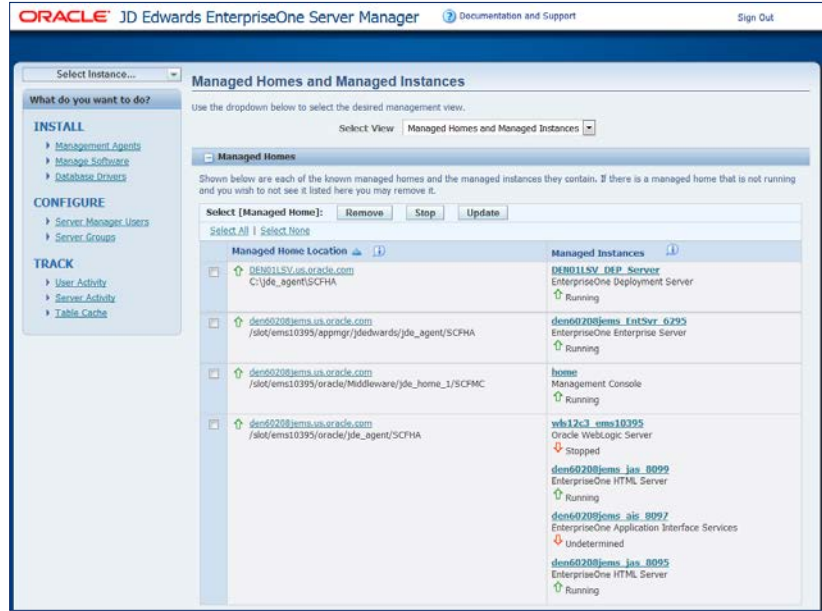 ORACLE JD Edwards EnterpriseOne Server Manager
Documentation and Support
Sign Out
Select Instance...
What do you want to do?
INSTALL
Management Agents
Manage Software
Database Drivers
CONFIGURE
Server Manager Users
Server Groups
TRACK
User Activity
Server Activity
Table Cache
Managed Homes and Managed Instances
Use the dropdown below to select the desired management view.
Select View Managed Homes and Managed Instances
Managed Homes
Shown below are each of the known managed homes and the managed instances they contain. If there is a managed home that is not running
and you wish to not see it listed here you may remove it.
Select [Managed Home]: Remove Stop Update
Select All | Select None
Managed Home Location
Managed Instances
DEN01LSV.us.oracle.com
C:\jde_agent\SCFHA
DEN01LSV_DEP_Server
EnterpriseOne Deployment Server
Running
den60208jems.us.oracle.com
/slot/ems10395/appmgr/jdedwards/jde_agent/SCFHA
den60208jems_EntSvr_6295
EnterpriseOne Enterprise Server
Running
den60208jems.us.oracle.com
/slot/ems10395/oracle/Middleware/jde_home_1/SCFMC
home
Management Console
Running
den60208jems.us.oracle.com
/slot/ems10395/oracle/jde_agent/SCFHA
wls12c3_ems10395
Oracle WebLogic Server
Stopped
den60208jems_jas_8099
EnterpriseOne HTML Server
Running
den60208jems_ais_8097
EnterpriseOne Application Interface Services
Undetermined
den60208jems_jas_8095
EnterpriseOne HTML Server
Running